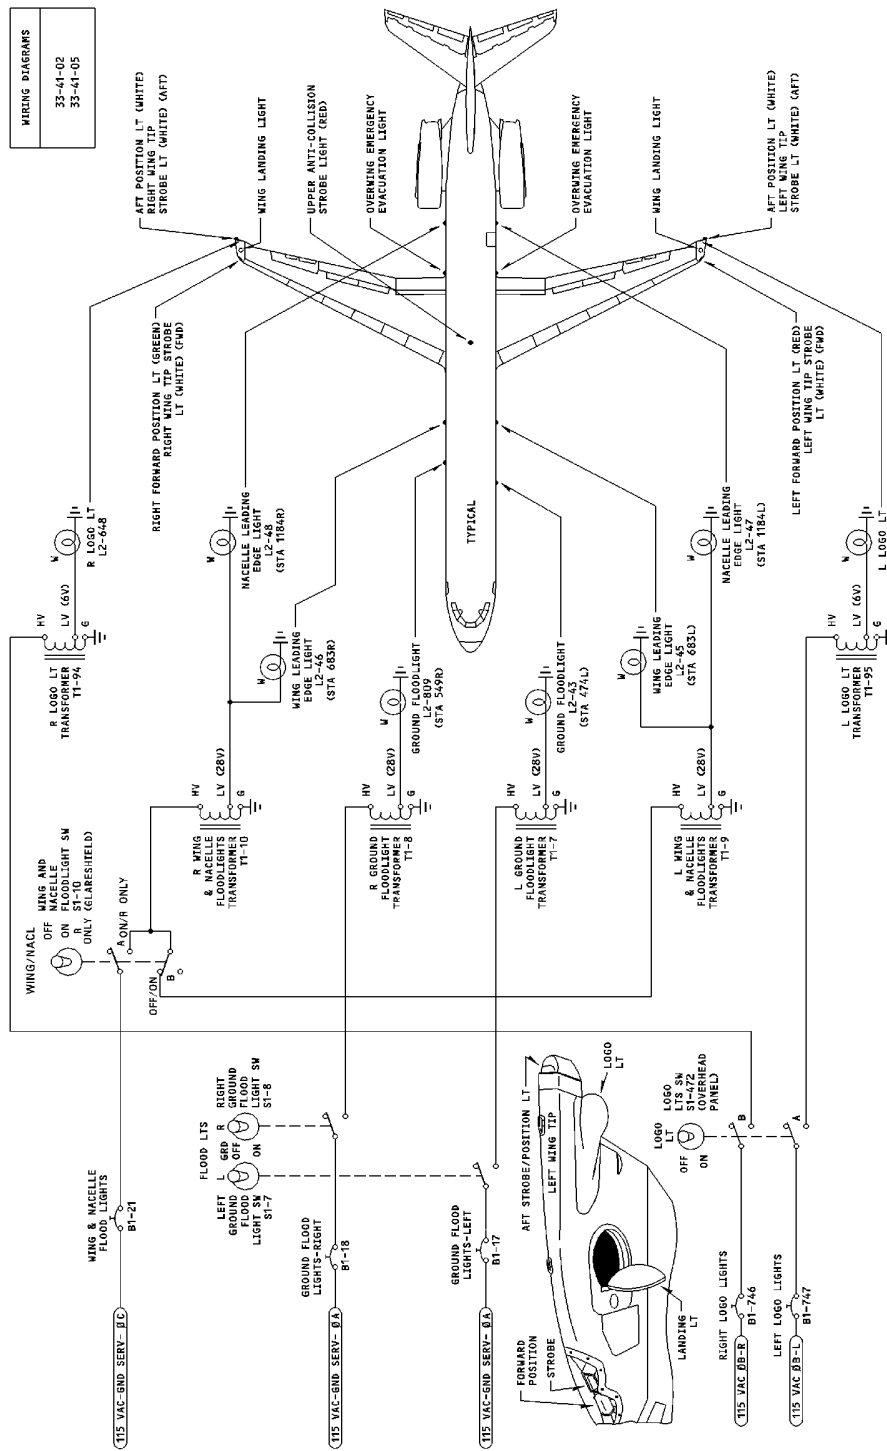 WIRING DIAGRAMS
33-41-02
33-41-05
AFT POSITION LT (WHITE)
RIGHT WING TIP
STROBE LT (WHITE) (AFT)
WING LANDING LIGHT
UPPER ANTI-COLLISION
STROBE LIGHT (RED)
OVERWING EMERGENCY
EVACUATION LIGHT
OVERWING EMERGENCY
EVACUATION LIGHT
WING LANDING LIGHT
AFT POSITION LT (WHITE)
LEFT WING TIP
STROBE LT (WHITE) (AFT)
RIGHT FORWARD POSITION LT (GREEN)
RIGHT WING TIP STROBE
LT (WHITE) (FWD)
LEFT FORWARD POSITION LT (RED)
LEFT WING TIP STROBE
LT (WHITE) (FWD)
TYPICAL
W
R LOGO LT
L2-648
W
NACELLE LEADING
EDGE LIGHT
L2-48
(STA 1184R)
W
WING LEADING
EDGE LIGHT
L2-46
(STA 683R)
W
GROUND FLOODLIGHT
L2-809
(STA 549R)
W
GROUND FLOODLIGHT
L2-43
(STA 474L)
W
WING LEADING
EDGE LIGHT
L2-45
(STA 683L)
W
NACELLE LEADING
EDGE LIGHT
L2-47
(STA 1184L)
W
L LOGO LT
HV
LV (6V)
G
R LOGO LT
TRANSFORMER
T1-94
HV
LV (28V)
G
R WING
& NACELLE
FLOODLIGHTS
TRANSFORMER
T1-10
HV
LV (28V)
G
R GROUND
FLOODLIGHT
TRANSFORMER
T1-8
HV
LV (28V)
G
L GROUND
FLOODLIGHT
TRANSFORMER
T1-7
HV
LV (28V)
G
L WING
& NACELLE
FLOODLIGHTS
TRANSFORMER
T1-9
HV
LV (6V)
G
L LOGO LT
TRANSFORMER
T1-95
WING/NACL
OFF
ON
R
ONLY
WING AND
NACELLE
FLOODLIGHT SW
S1-10
(GLARESHIELD)
A
ON/R ONLY
OFF/ON
B
FLOOD LTS
L GRD R
OFF
ON
RIGHT
GROUND
FLOOD
LIGHT SW
S1-8
LEFT
GROUND
FLOOD
LIGHT SW
S1-7
LOGO
LT
OFF
ON
LOGO
LTS SW
S1-472
(OVERHEAD
PANEL)
B
A
WING & NACELLE
FLOOD LIGHTS
B1-21
GROUND FLOOD
LIGHTS-RIGHT
B1-18
GROUND FLOOD
LIGHTS-LEFT
B1-17
RIGHT LOGO LIGHTS
B1-746
LEFT LOGO LIGHTS
B1-747
115 VAC-GND SERV- ØC
115 VAC-GND SERV- ØA
115 VAC-GND SERV- ØA
115 VAC ØB-R
115 VAC ØB-L
AFT STROBE/POSITION LT
LEFT WING TIP
LOGO
LT
LANDING
LT
FORWARD
POSITION
STROBE